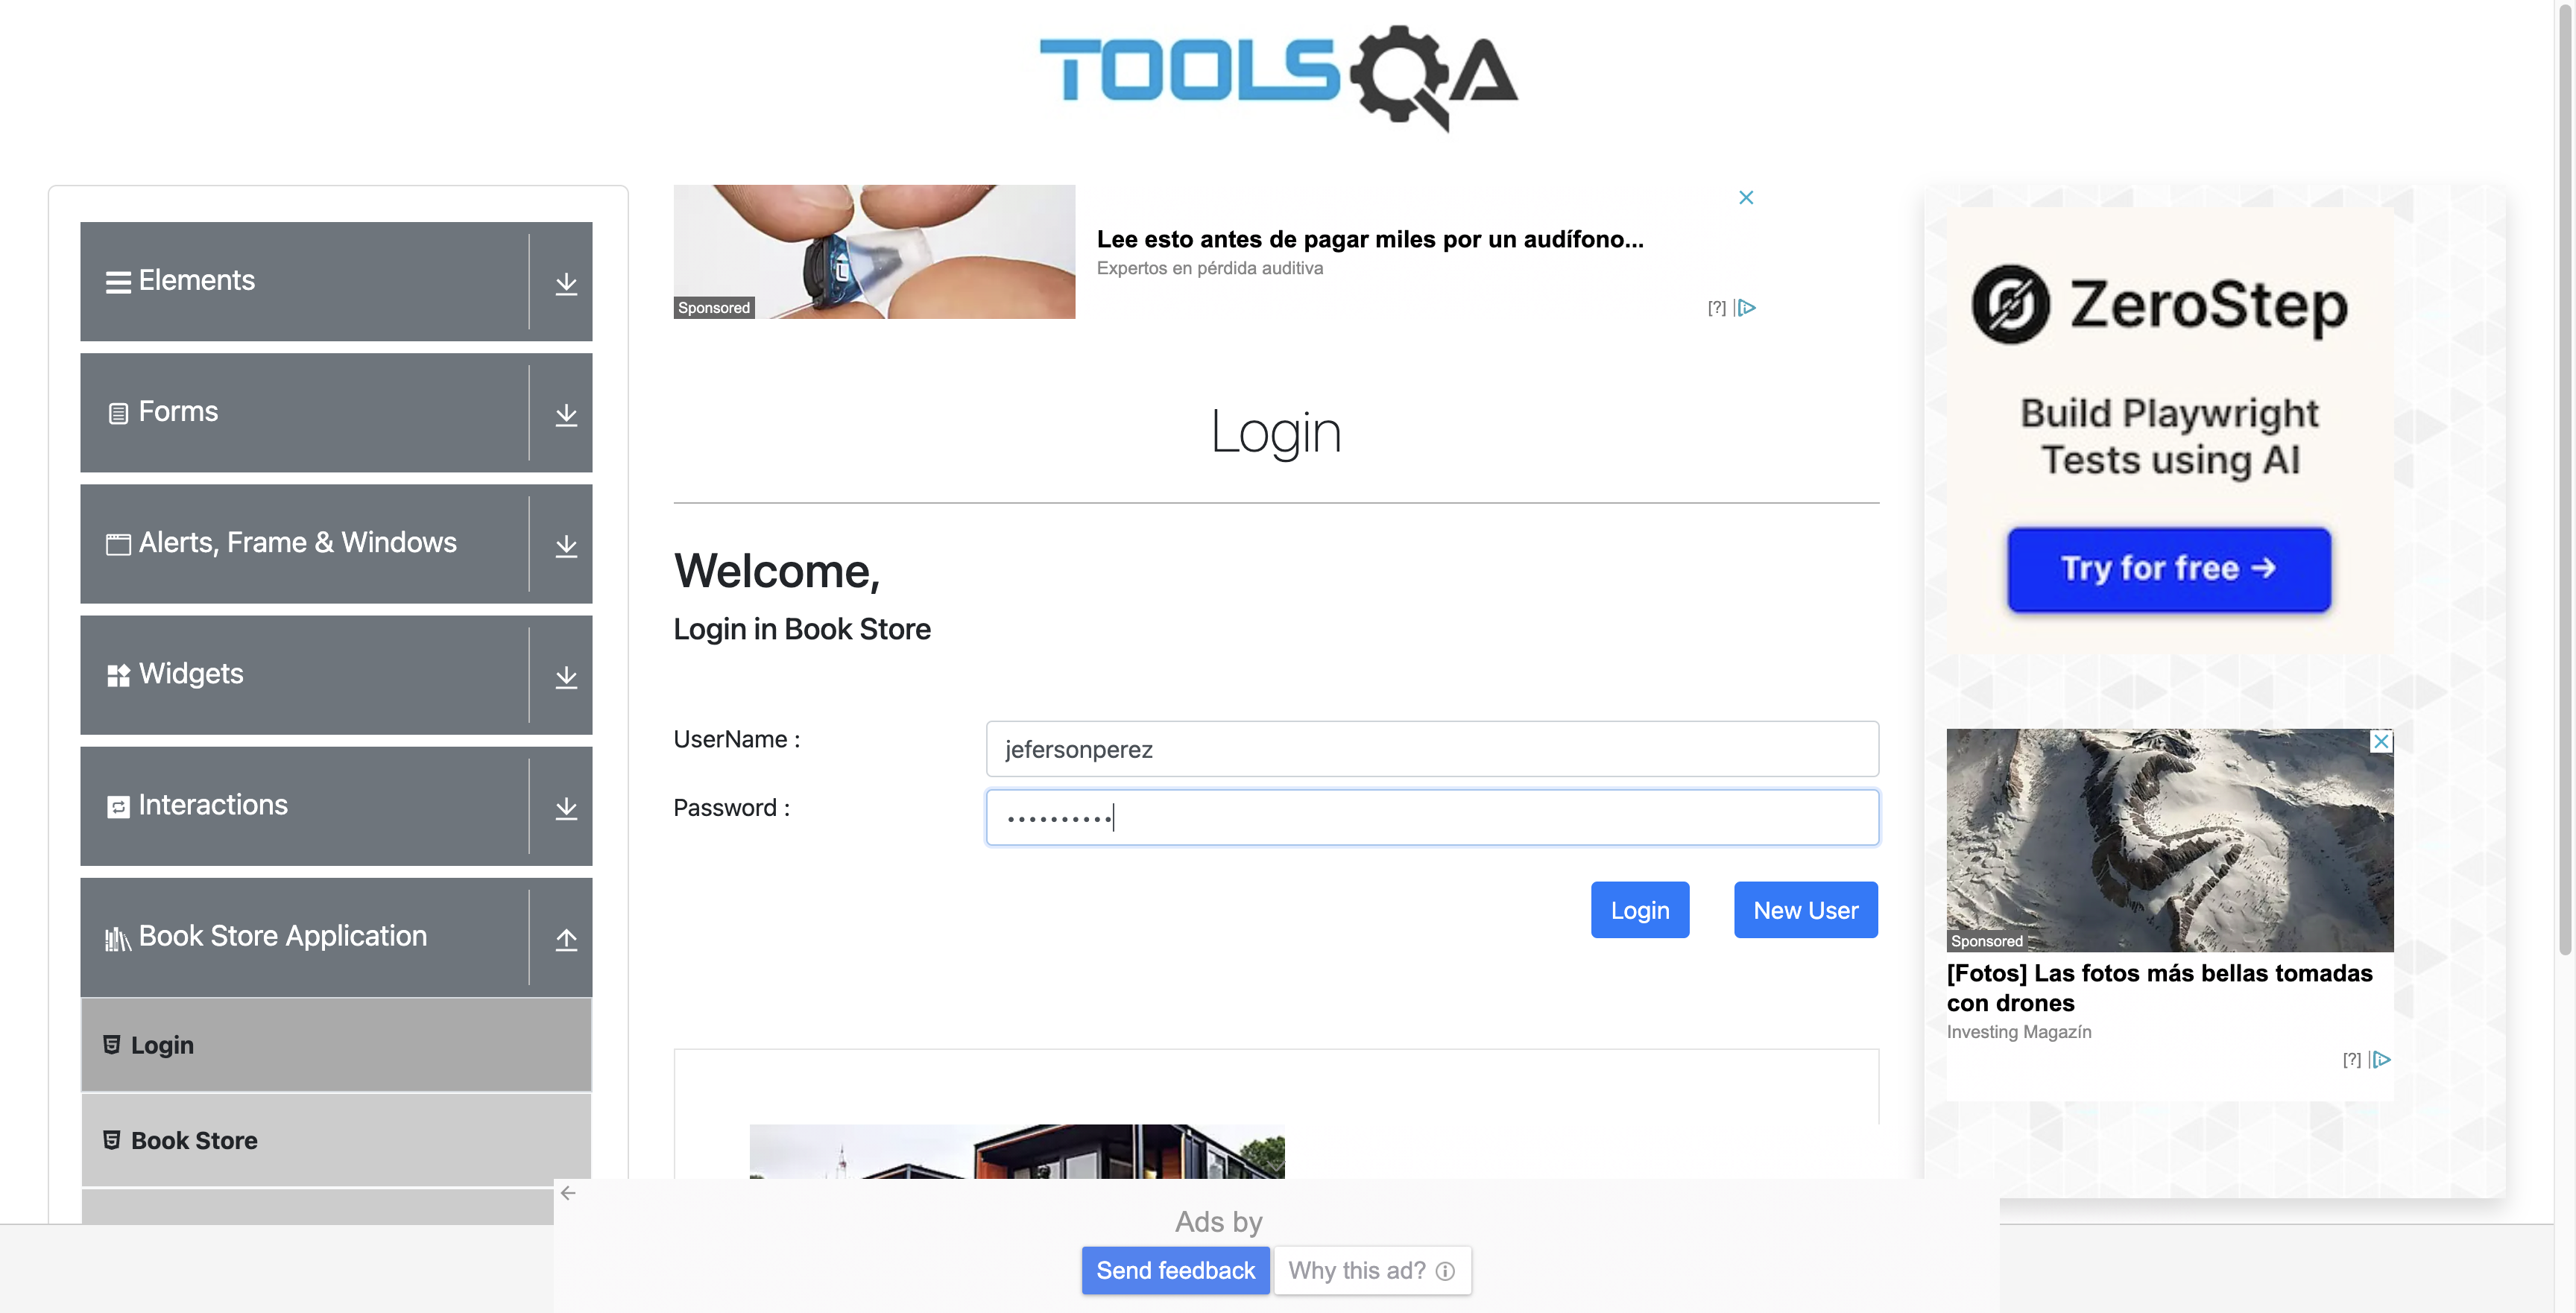 TOOLSQA
Elements
Forms
Alerts, Frame & Windows
Widgets
Interactions
Book Store Application
Login
Book Store
Sponsored
Lee esto antes de pagar miles por un audífono...
Expertos en pérdida auditiva
[?]
Login
Welcome,
Login in Book Store
UserName :
jefersonperez
Password :
••••••••••
Login
New User
ZeroStep
Build Playwright
Tests using AI
Try for free →
Sponsored
[Fotos] Las fotos más bellas tomadas
con drones
Investing Magazín
[?]
Ads by
Send feedback
Why this ad?